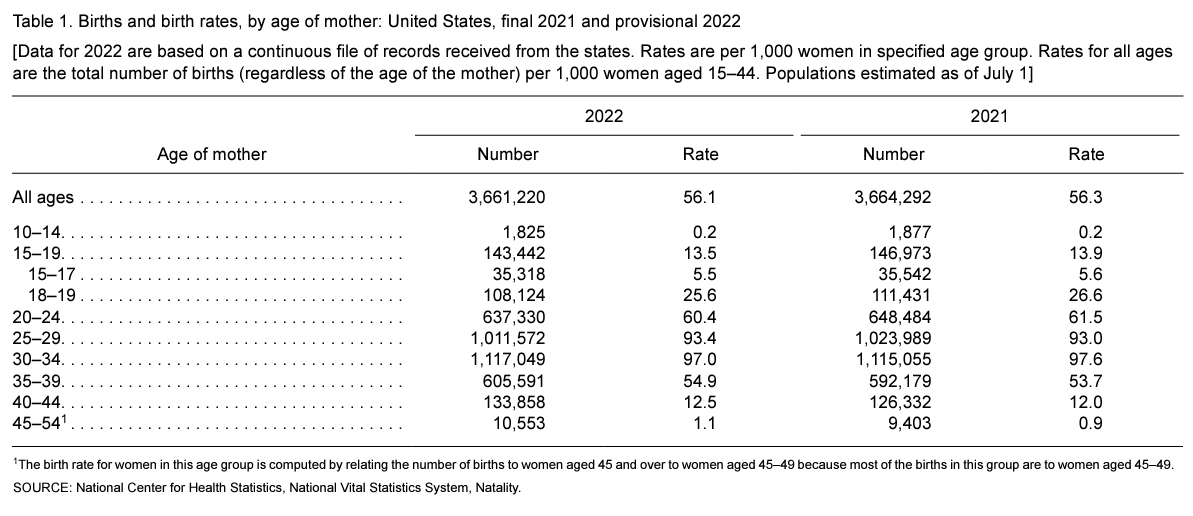 Table 1. Births and birth rates, by age of mother: United States, final 2021 and provisional 2022
[Data for 2022 are based on a continuous file of records received from the states. Rates are per 1,000 women in specified age group. Rates for all ages
are the total number of births (regardless of the age of the mother) per 1,000 women aged 15–44. Populations estimated as of July 1]
2022 2021
Age of mother Number Rate Number Rate
All ages . . . . . . . . . . . . . . . . . . . . . . . . . . . . . . . . . . 3,661,220 56.1 3,664,292 56.3
10–14. . . . . . . . . . . . . . . . . . . . . . . . . . . . . . . . . . . . 1,825 0.2 1,877 0.2
15–19. . . . . . . . . . . . . . . . . . . . . . . . . . . . . . . . . . . . 143,442 13.5 146,973 13.9
15–17 . . . . . . . . . . . . . . . . . . . . . . . . . . . . . . . . . . 35,318 5.5 35,542 5.6
18–19 . . . . . . . . . . . . . . . . . . . . . . . . . . . . . . . . . . 108,124 25.6 111,431 26.6
20–24. . . . . . . . . . . . . . . . . . . . . . . . . . . . . . . . . . . . 637,330 60.4 648,484 61.5
25–29. . . . . . . . . . . . . . . . . . . . . . . . . . . . . . . . . . . . 1,011,572 93.4 1,023,989 93.0
30–34. . . . . . . . . . . . . . . . . . . . . . . . . . . . . . . . . . . . 1,117,049 97.0 1,115,055 97.6
35–39. . . . . . . . . . . . . . . . . . . . . . . . . . . . . . . . . . . . 605,591 54.9 592,179 53.7
40–44. . . . . . . . . . . . . . . . . . . . . . . . . . . . . . . . . . . . 133,858 12.5 126,332 12.0
45–54¹ . . . . . . . . . . . . . . . . . . . . . . . . . . . . . . . . . . . 10,553 1.1 9,403 0.9
¹The birth rate for women in this age group is computed by relating the number of births to women aged 45 and over to women aged 45–49 because most of the births in this group are to women aged 45–49.
SOURCE: National Center for Health Statistics, National Vital Statistics System, Natality.